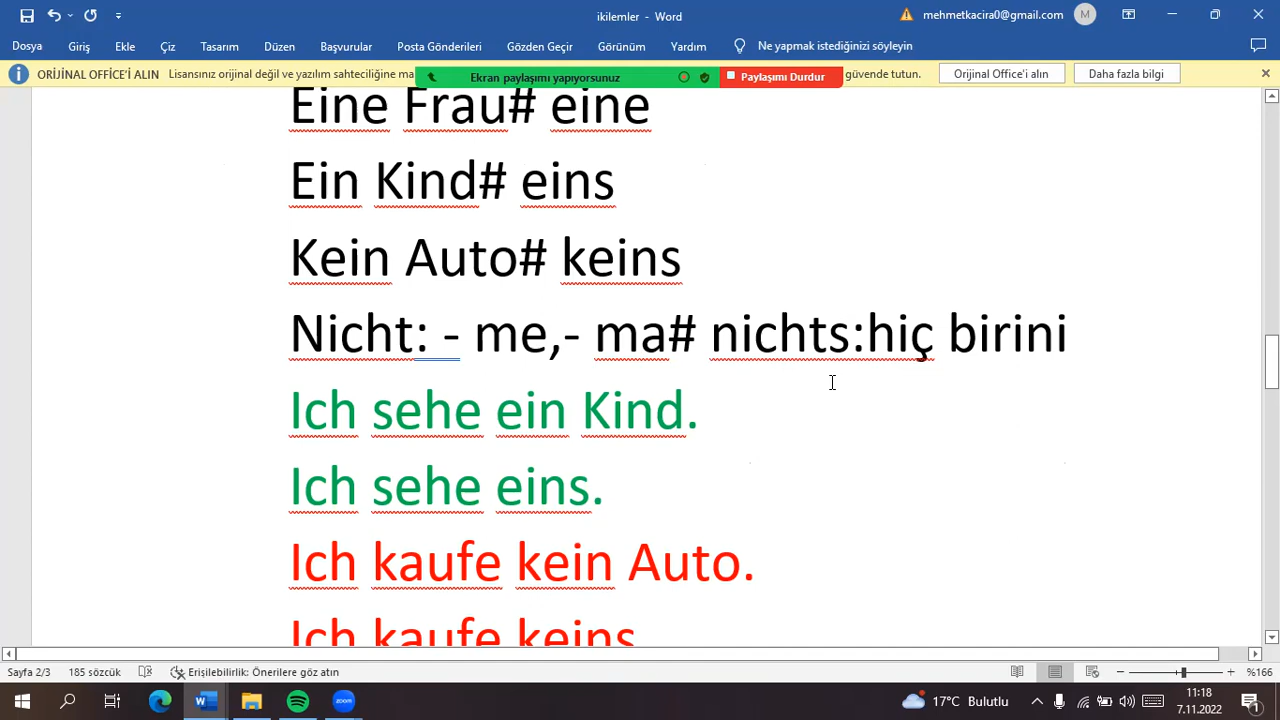 ikilemler - Word
mehmetkacira0@gmail.com
M
Dosya Giriş Ekle Çiz Tasarım Düzen Başvurular Posta Gönderileri Gözden Geçir Görünüm Yardım Ne yapmak istediğinizi söyleyin
ORİJİNAL OFFICE'İ ALIN Lisansınız orijinal değil ve yazılım sahteciliğine ma
Ekran paylaşımı yapıyorsunuz
Paylaşımı Durdur
güvende tutun.
Orijinal Office'i alın
Daha fazla bilgi
Eine Frau# eine
Ein Kind# eins
Kein Auto# keins
Nicht: - me,- ma# nichts:hiç birini
Ich sehe ein Kind.
Ich sehe eins.
Ich kaufe kein Auto.
Ich kaufe keins
Sayfa 2/3 185 sözcük Erişilebilirlik: Önerilere göz atın
%166
W
zoom
17°C Bulutlu
11:18
7.11.2022
1